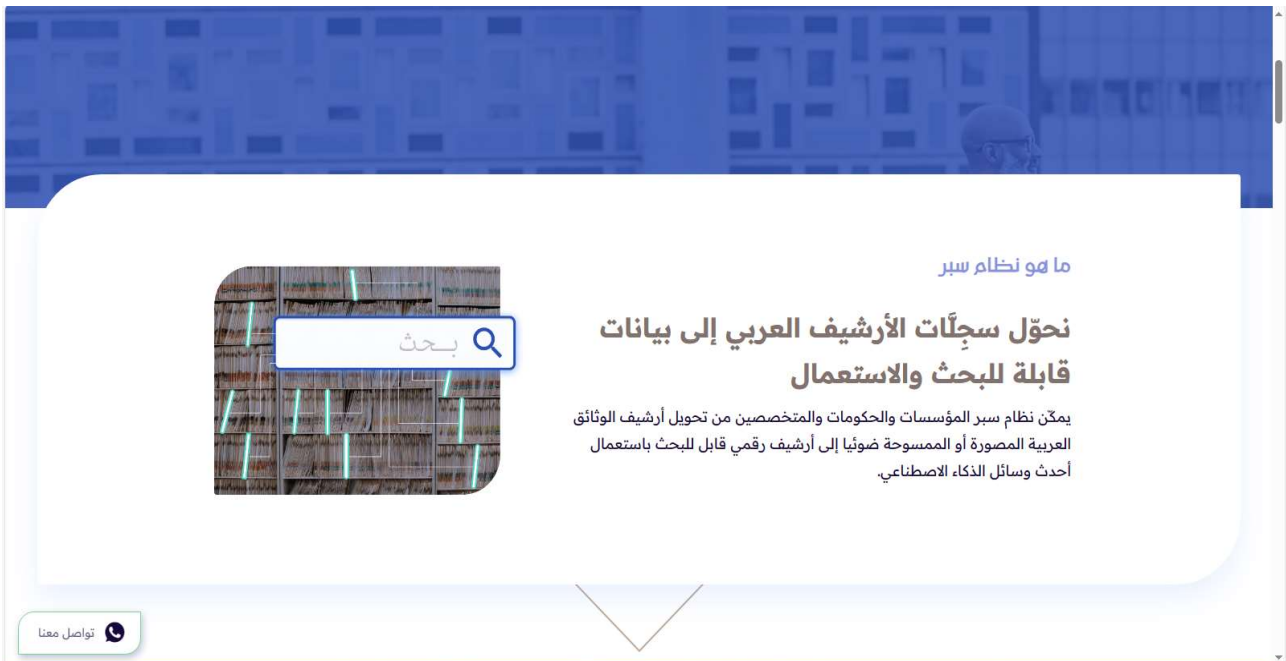 ما هو نظام سبر
نحوّل سجِلَّات الأرشيف العربي إلى بيانات
قابلة للبحث والاستعمال
يمكّن نظام سبر المؤسسات والحكومات والمتخصصين من تحويل أرشيف الوثائق
العربية المصورة أو الممسوحة ضوئيا إلى أرشيف رقمي قابل للبحث باستعمال
أحدث وسائل الذكاء الاصطناعي.
بــحث
تواصل معنا